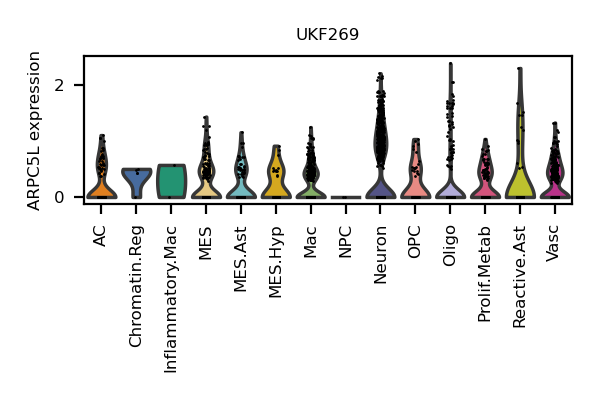 UKF269
ARPC5L expression
2
0
AC
Chromatin.Reg
Inflammatory.Mac
MES
MES.Ast
MES.Hyp
Mac
NPC
Neuron
OPC
Oligo
Prolif.Metab
Reactive.Ast
Vasc